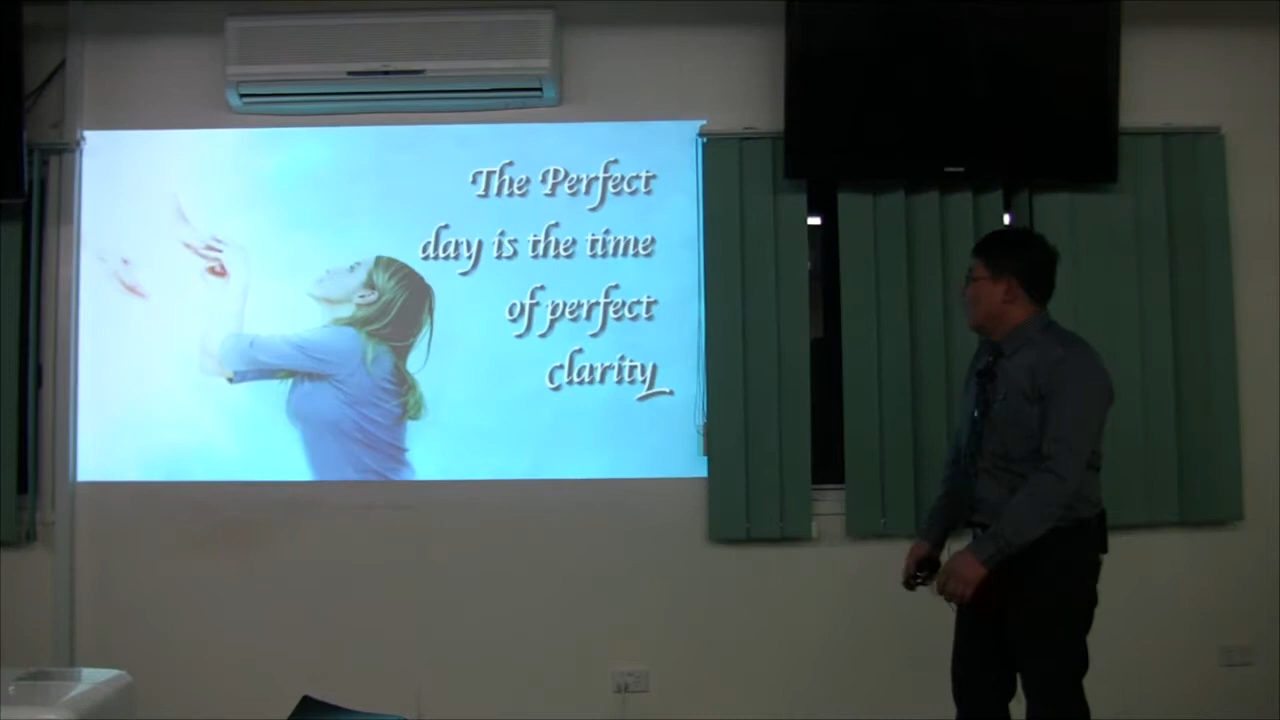 The Perfect
day is the time
of perfect
clarity